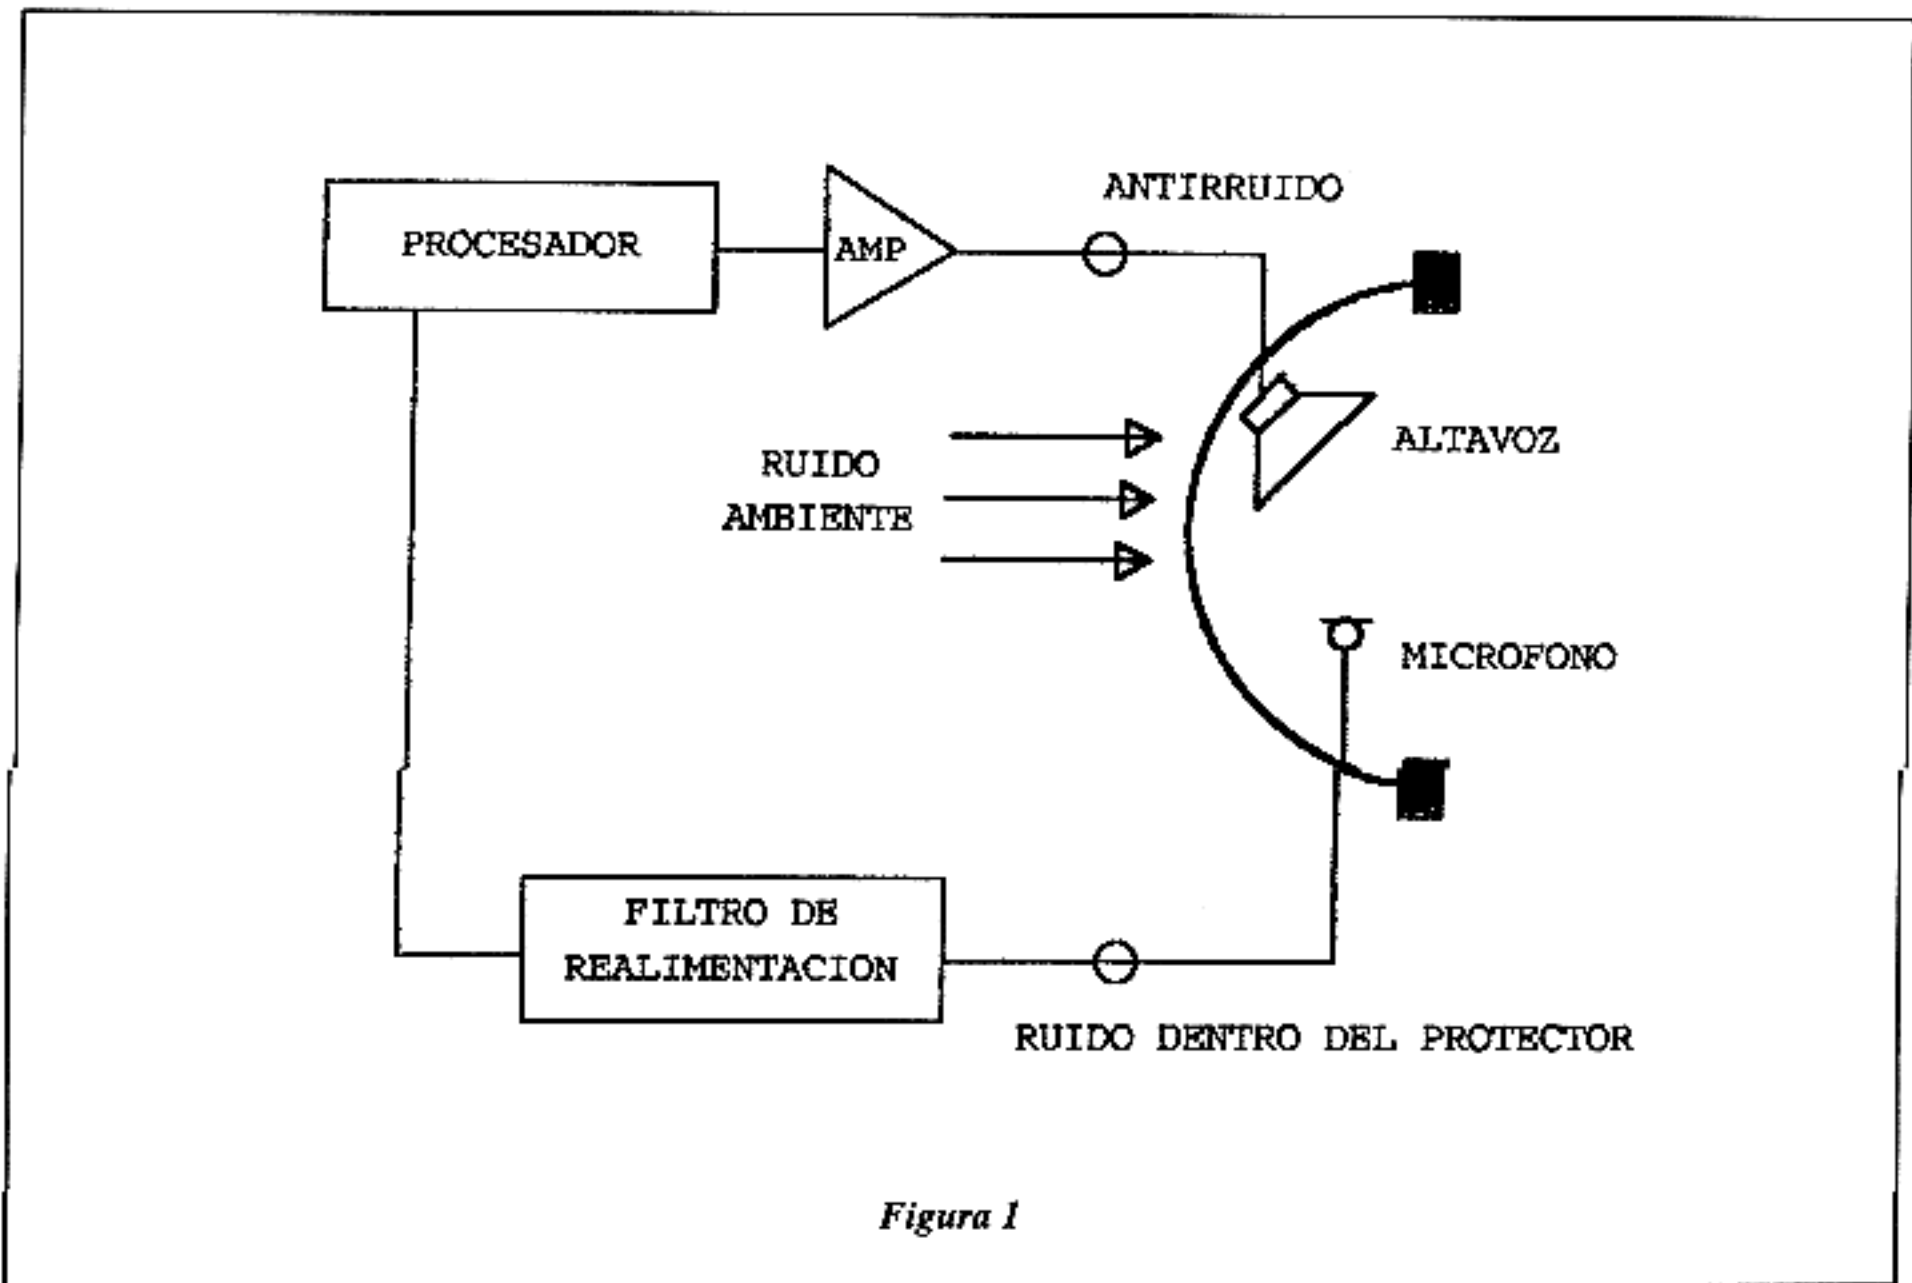 ANTIRRUIDO
PROCESADOR
AMP
ALTAVOZ
RUIDO
AMBIENTE
MICROFONO
FILTRO DE
REALIMENTACION
RUIDO DENTRO DEL PROTECTOR
Figura 1